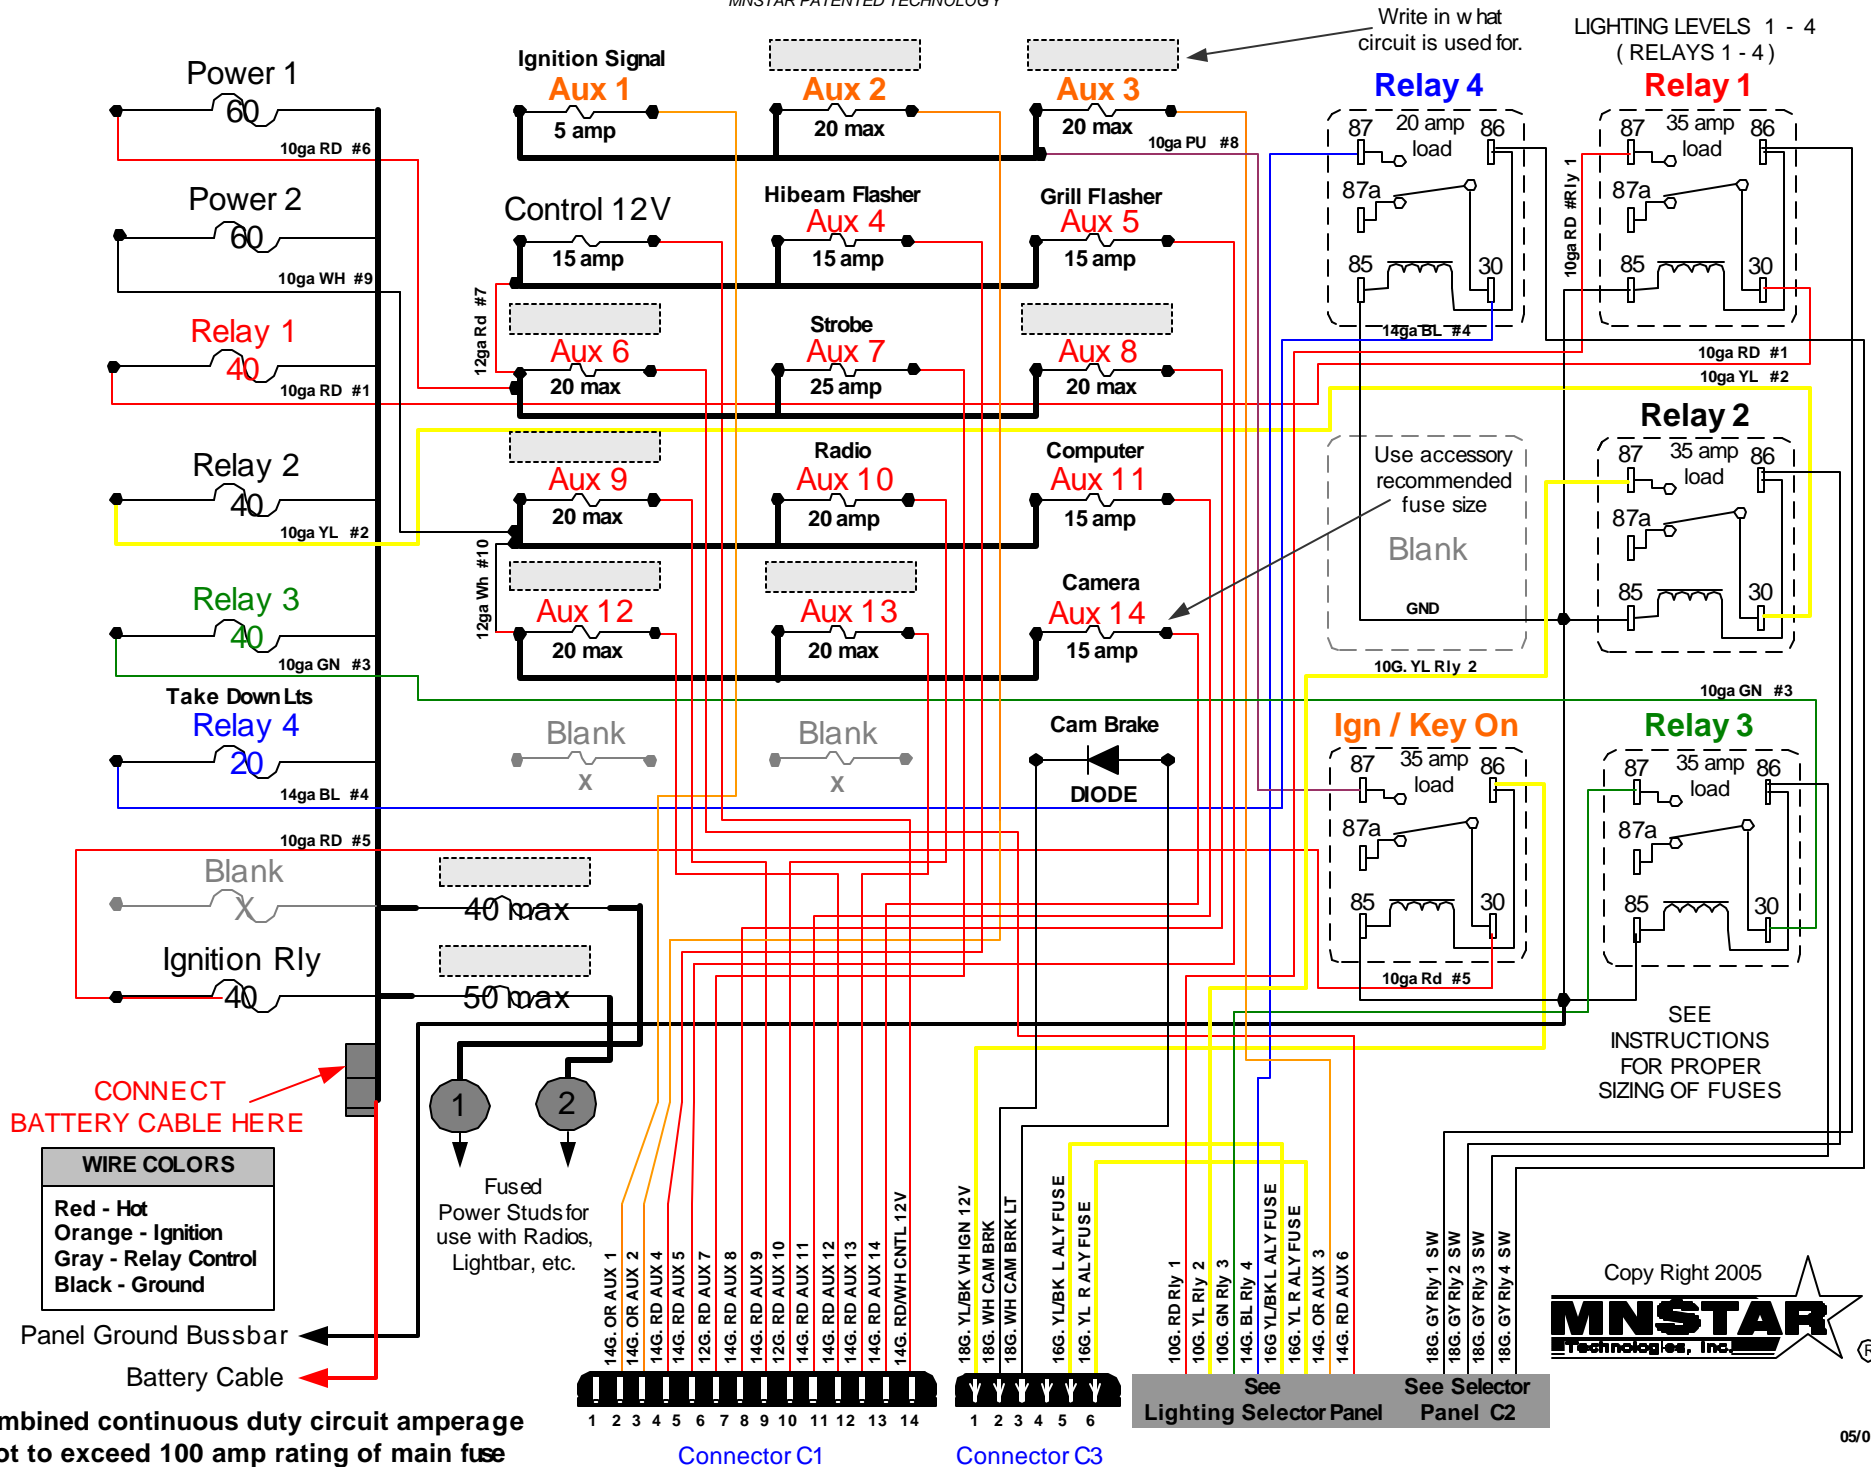 MNSTAR PATENTED TECHNOLOGY
Write in what
circuit is used for.
LIGHTING LEVELS 1 - 4
( RELAYS 1 - 4 )
Power 1
60
10ga RD #6
Power 2
60
10ga WH #9
Relay 1
40
10ga RD #1
Relay 2
40
10ga YL #2
Relay 3
40
10ga GN #3
Take Down Lts
Relay 4
20
14ga BL #4
10ga RD #5
Blank
X
Ignition Rly
40
40 max
50 max
Ignition Signal
Aux 1
5 amp
Aux 2
20 max
Aux 3
20 max
10ga PU #8
Control 12V
15 amp
Hibeam Flasher
Aux 4
15 amp
Grill Flasher
Aux 5
15 amp
12ga Rd #7
Aux 6
20 max
Strobe
Aux 7
25 amp
Aux 8
20 max
Aux 9
20 max
Radio
Aux 10
20 amp
Computer
Aux 11
15 amp
12ga Wh #10
Aux 12
20 max
Aux 13
20 max
Camera
Aux 14
15 amp
Blank
X
Blank
X
Cam Brake
DIODE
Relay 4
87
20 amp
load
86
87a
85
30
14ga BL #4
10ga RD #Rly 1
Relay 1
87
35 amp
load
86
87a
85
30
10ga RD #1
10ga YL #2
Use accessory
recommended
fuse size
Blank
GND
10G. YL Rly 2
Relay 2
87
35 amp
load
86
87a
85
30
10ga GN #3
Ign / Key On
87
35 amp
load
86
87a
85
30
10ga Rd #5
Relay 3
87
35 amp
load
86
87a
85
30
SEE
INSTRUCTIONS
FOR PROPER
SIZING OF FUSES
CONNECT
BATTERY CABLE HERE
1
2
Fused
Power Studs for
use with Radios,
Lightbar, etc.
WIRE COLORS
Red - Hot
Orange - Ignition
Gray - Relay Control
Black - Ground
Panel Ground Bussbar
Battery Cable
mbined continuous duty circuit amperage
ot to exceed 100 amp rating of main fuse
14G. OR AUX 1
14G. OR AUX 2
14G. RD AUX 4
14G. RD AUX 5
12G. RD AUX 7
14G. RD AUX 8
14G. RD AUX 9
12G. RD AUX 10
14G. RD AUX 11
14G. RD AUX 12
14G. RD AUX 13
14G. RD AUX 14
14G. RD/WH CNTL 12V
1 2 3 4 5 6 7 8 9 10 11 12 13 14
Connector C1
18G. YL/BK VH IGN 12V
18G. WH CAM BRK
18G. WH CAM BRK LT
16G. YL/BK L ALY FUSE
16G. YL R ALY FUSE
1 2 3 4 5 6
Connector C3
10G. RD Rly 1
10G. YL Rly 2
10G. GN Rly 3
14G. BL Rly 4
16G YL/BK L ALY FUSE
16G. YL R ALY FUSE
14G. OR AUX 3
14G. RD AUX 6
See
Lighting Selector Panel
18G. GY Rly 1 SW
18G. GY Rly 2 SW
18G. GY Rly 3 SW
18G. GY Rly 4 SW
See Selector
Panel C2
Copy Right 2005
MNSTAR
Technologies, Inc.
®
05/0